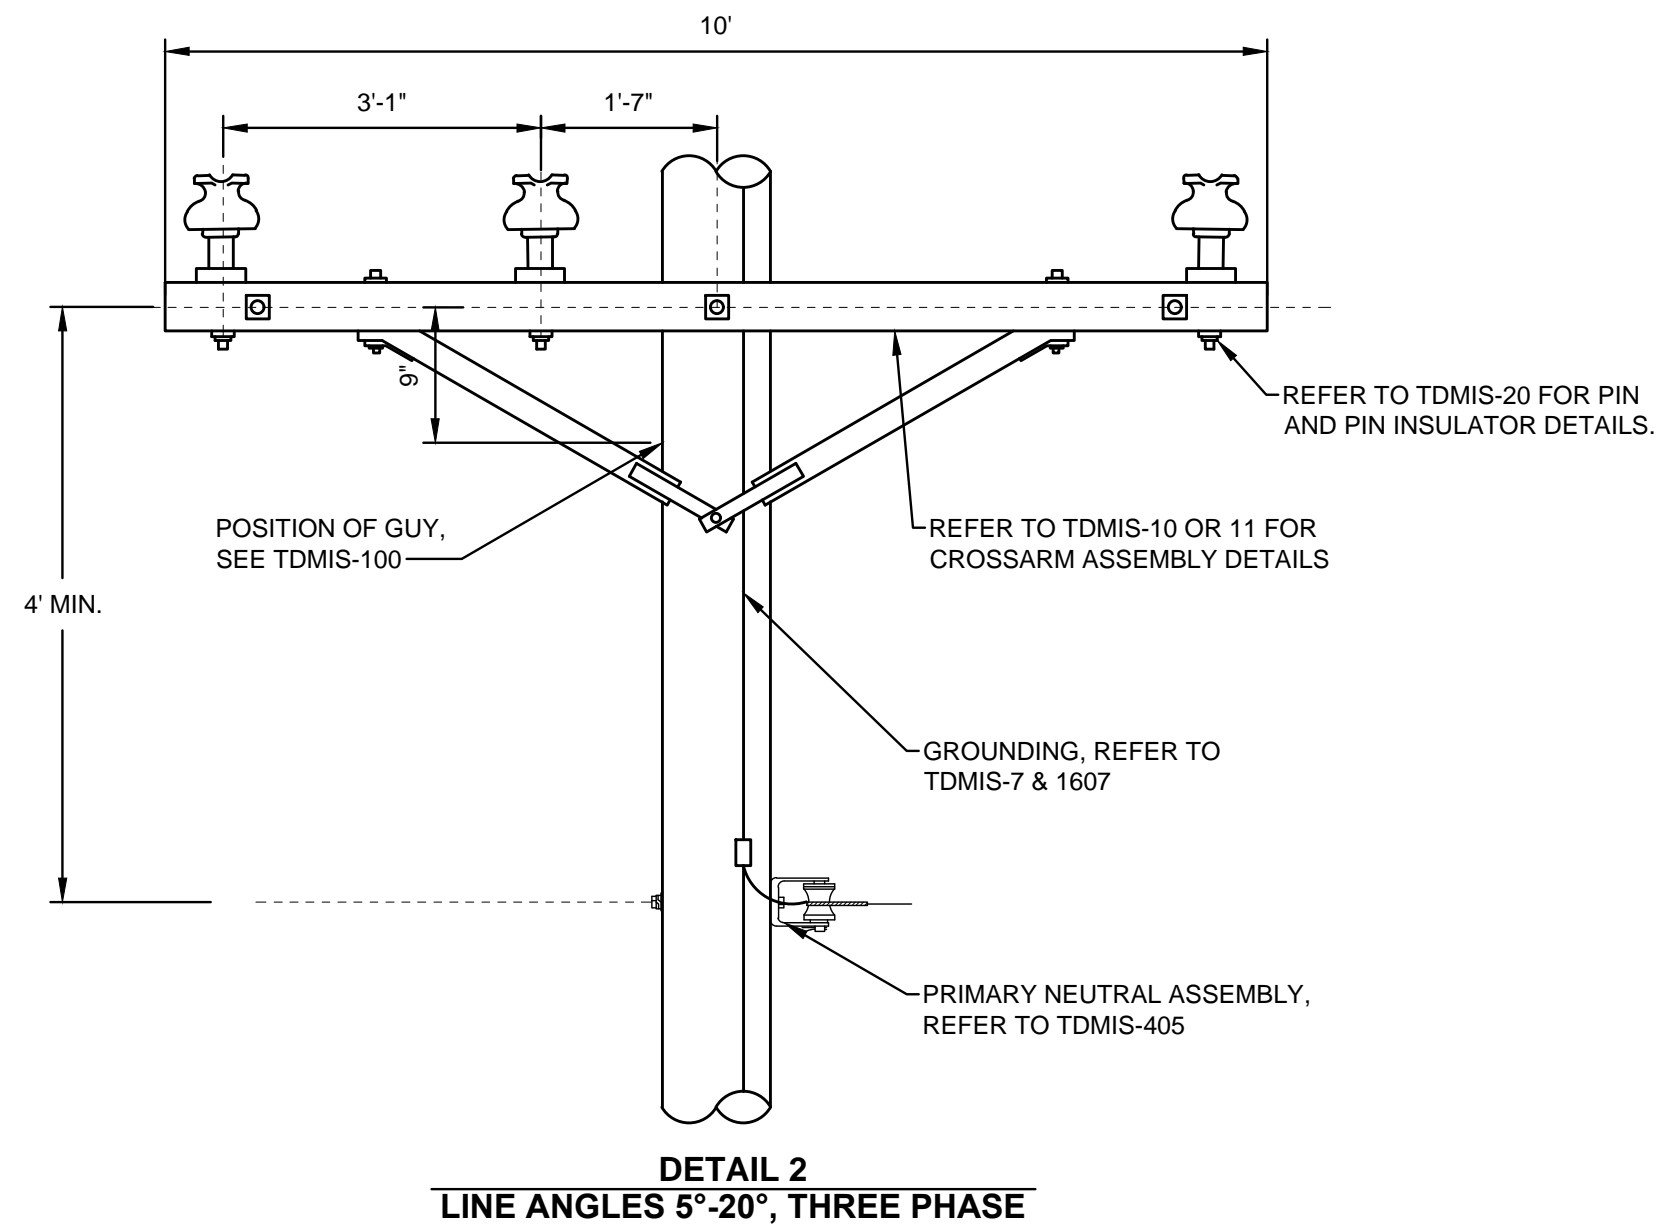 10'
3'-1"
1'-7"
9"
REFER TO TDMIS-20 FOR PIN
AND PIN INSULATOR DETAILS.
POSITION OF GUY,
SEE TDMIS-100
REFER TO TDMIS-10 OR 11 FOR
CROSSARM ASSEMBLY DETAILS
4' MIN.
GROUNDING, REFER TO
TDMIS-7 & 1607
PRIMARY NEUTRAL ASSEMBLY,
REFER TO TDMIS-405
DETAIL 2
LINE ANGLES 5°-20°, THREE PHASE